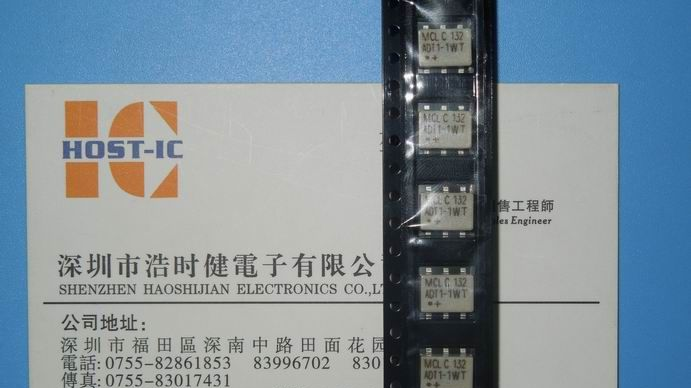 MCL C 132
ADT1-1WT
+
MCL C 132
ADT1-1WT
+
MCL C 132
ADT1-1WT
+
MCL C 132
ADT1-1WT
+
MCL C 132
ADT1-1WT
+
IC
HOST-IC
售工程師
Engineer
深圳市浩时健電子有限公
SHENZHEN HAOSHIJIAN ELECTRONICS CO.,L
公司地址:
深圳市福田區深南中路田面花园
電話: 0755-82861853 83996702 830
傳真: 0755-83017431